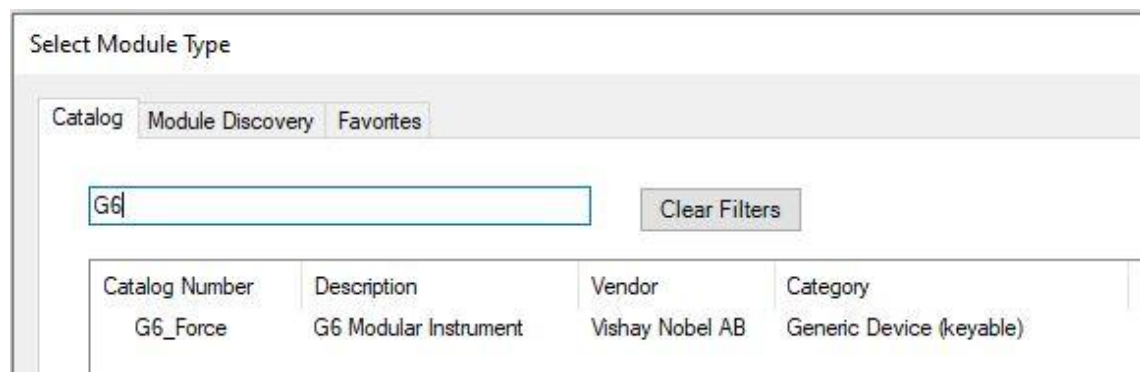 Select Module Type
Catalog Module Discovery Favorites
G6 Clear Filters
Catalog Number Description Vendor Category
G6_Force G6 Modular Instrument Vishay Nobel AB Generic Device (keyable)